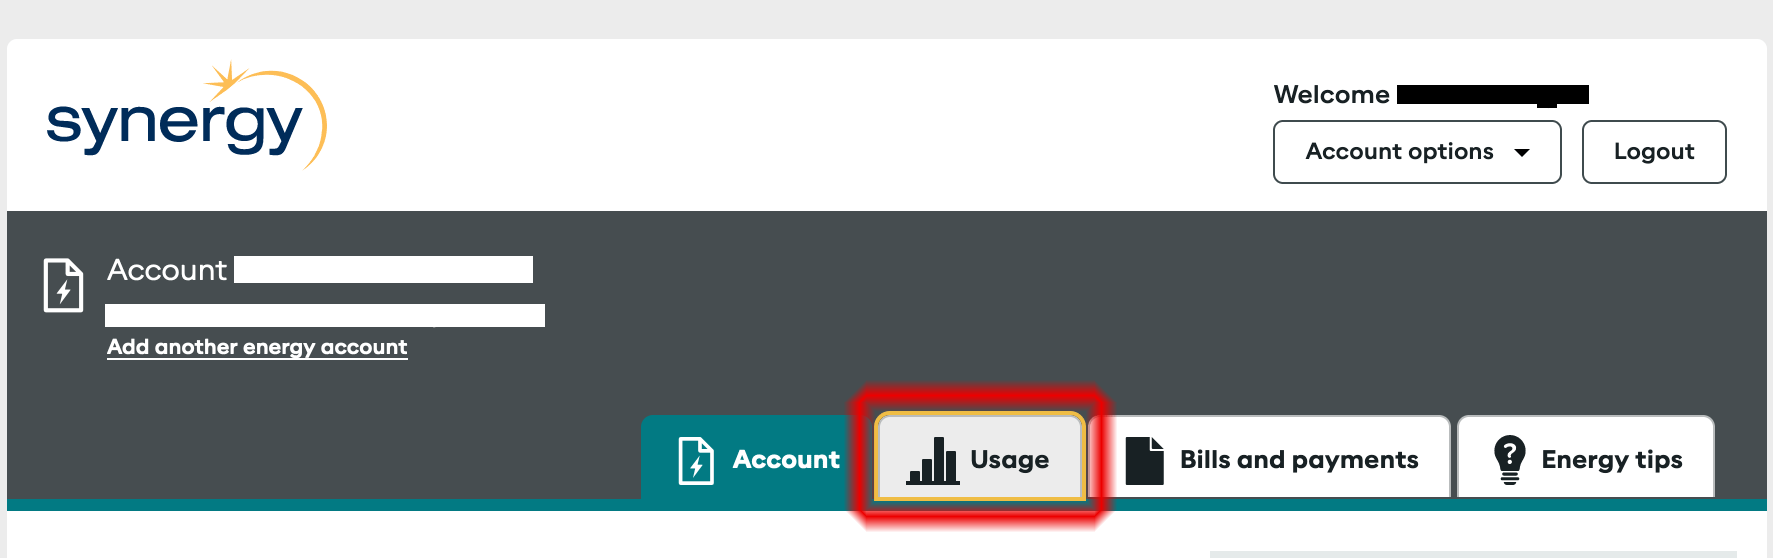 synergy
Welcome
Account options
Logout
Account
Add another energy account
Account
Usage
Bills and payments
Energy tips